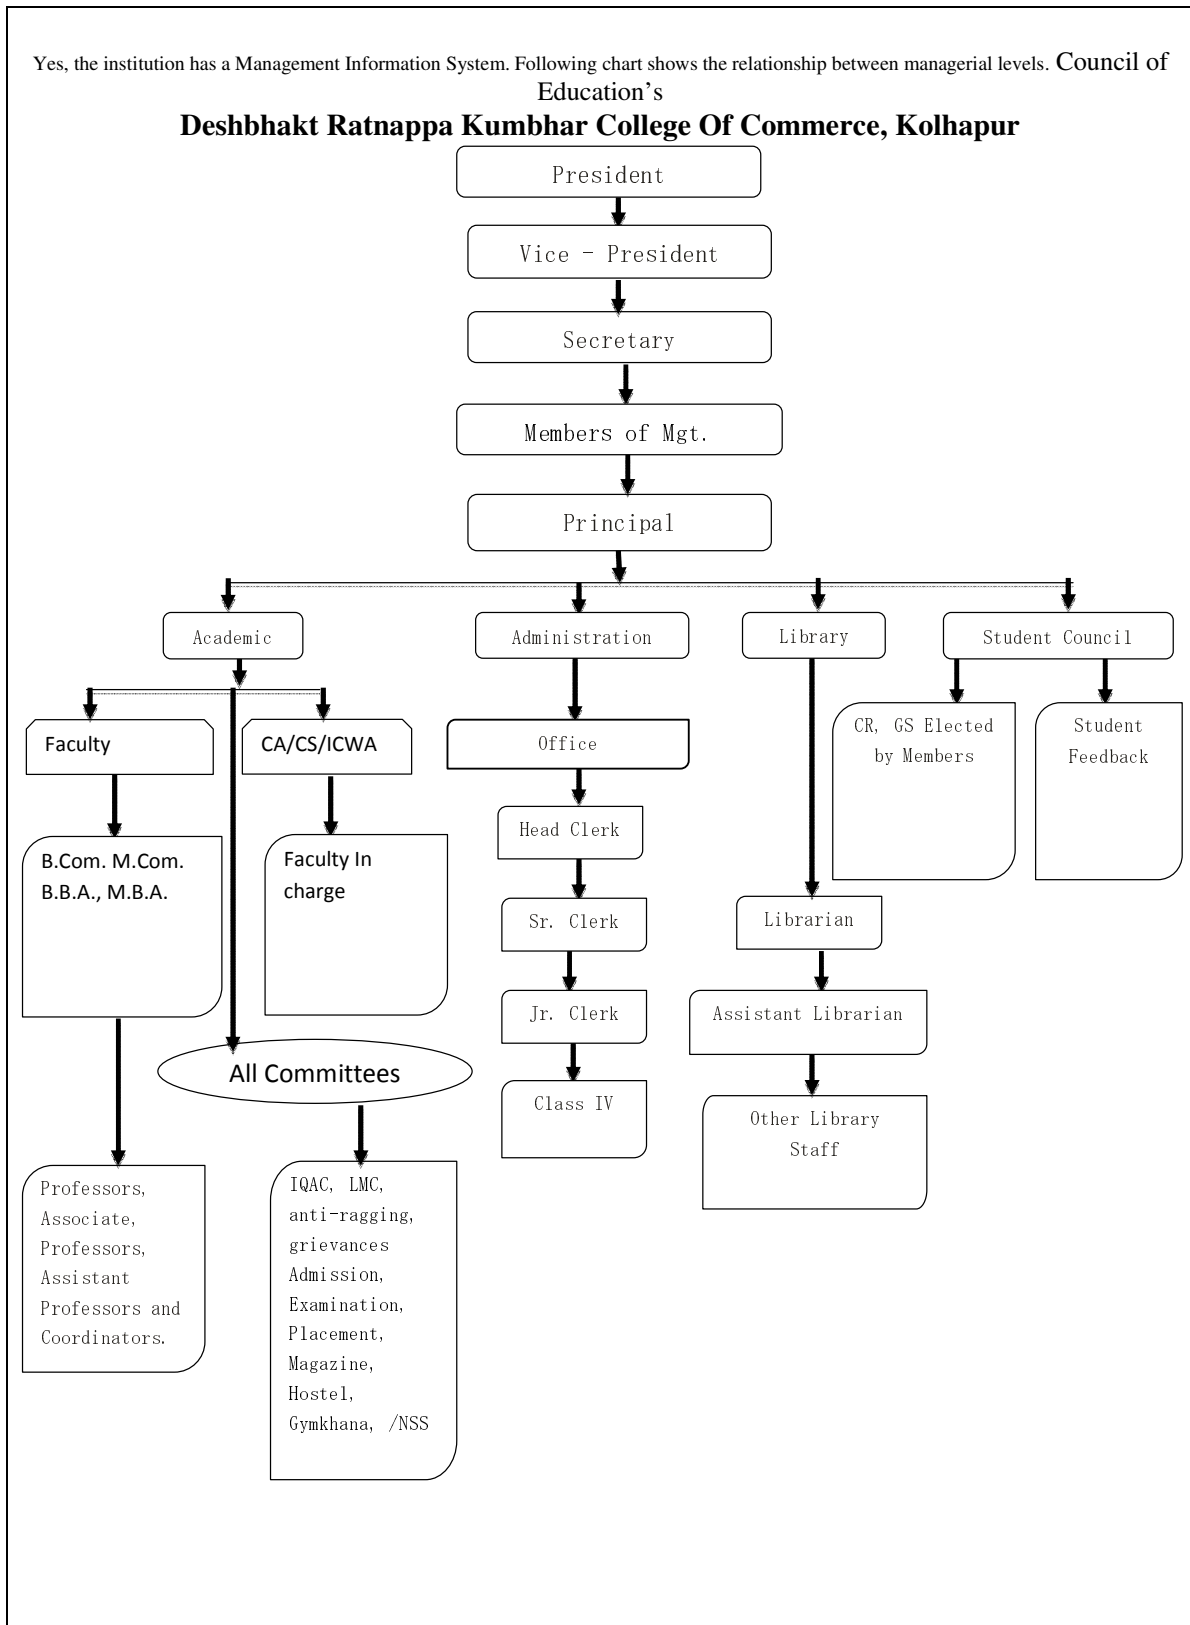 Yes, the institution has a Management Information System. Following chart shows the relationship between managerial levels. Council of
Education’s
Deshbhakt Ratnappa Kumbhar College Of Commerce, Kolhapur
President
Vice - President
Secretary
Members of Mgt.
Principal
Academic
Administration
Library
Student Council
Faculty
CA/CS/ICWA
Office
CR, GS Elected
by Members
Student
Feedback
B.Com. M.Com.
B.B.A., M.B.A.
Faculty In
charge
Head Clerk
Sr. Clerk
Librarian
Jr. Clerk
Assistant Librarian
All Committees
Class IV
Other Library
Staff
Professors,
Associate,
Professors,
Assistant
Professors and
Coordinators.
IQAC, LMC,
anti-ragging,
grievances
Admission,
Examination,
Placement,
Magazine,
Hostel,
Gymkhana, /NSS